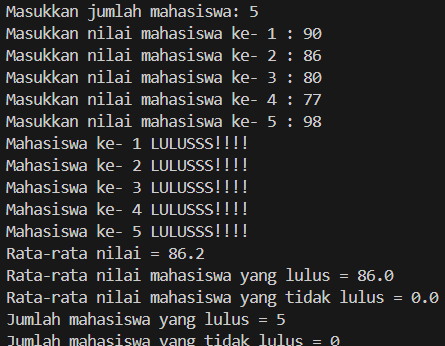 Masukkan jumlah mahasiswa: 5
Masukkan nilai mahasiswa ke- 1 : 90
Masukkan nilai mahasiswa ke- 2 : 86
Masukkan nilai mahasiswa ke- 3 : 80
Masukkan nilai mahasiswa ke- 4 : 77
Masukkan nilai mahasiswa ke- 5 : 98
Mahasiswa ke- 1 LULUSSS!!!!
Mahasiswa ke- 2 LULUSSS!!!!
Mahasiswa ke- 3 LULUSSS!!!!
Mahasiswa ke- 4 LULUSSS!!!!
Mahasiswa ke- 5 LULUSSS!!!!
Rata-rata nilai = 86.2
Rata-rata nilai mahasiswa yang lulus = 86.0
Rata-rata nilai mahasiswa yang tidak lulus = 0.0
Jumlah mahasiswa yang lulus = 5
Jumlah mahasiswa yang tidak lulus = 0